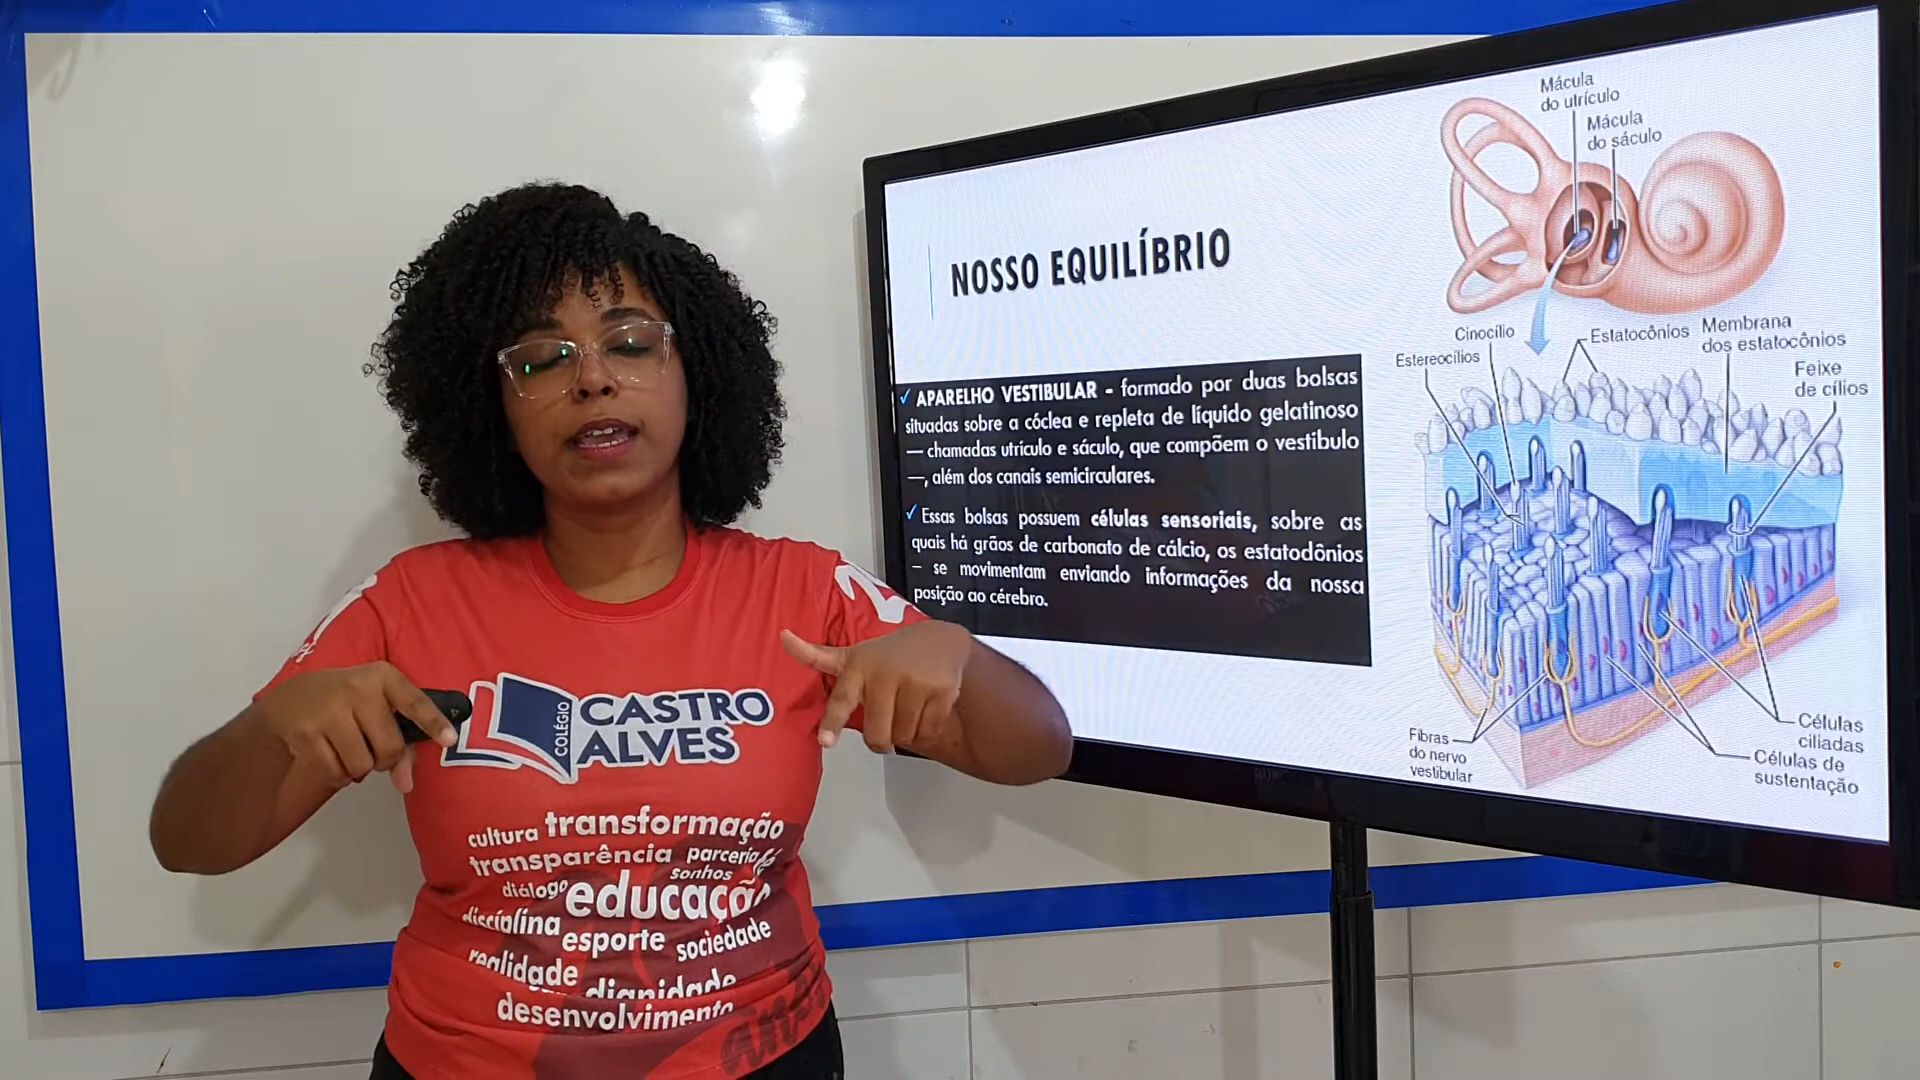 Mácula
do utrículo
Mácula
do sáculo
NOSSO EQUILÍBRIO
Cinocílio
Estereocílios
Estatocônios
Membrana
dos estatocônios
Feixe
de cílios
✓ APARELHO VESTIBULAR - formado por duas bolsas
situadas sobre a cóclea e repleta de líquido gelatinoso
— chamadas utrículo e sáculo, que compõem o vestíbulo
—, além dos canais semicirculares.
✓ Essas bolsas possuem células sensoriais, sobre as
quais há grãos de carbonato de cálcio, os estatodônios
– se movimentam enviando informações da nossa
posição ao cérebro.
Fibras
do nervo
vestibular
Células
ciliadas
Células de
sustentação
COLÉGIO
CASTRO
ALVES
cultura transformação
transparência parceria fé
sonhos
diálogo educação
disciplina
esporte sociedade
realidade
dignidade
desenvolvimento